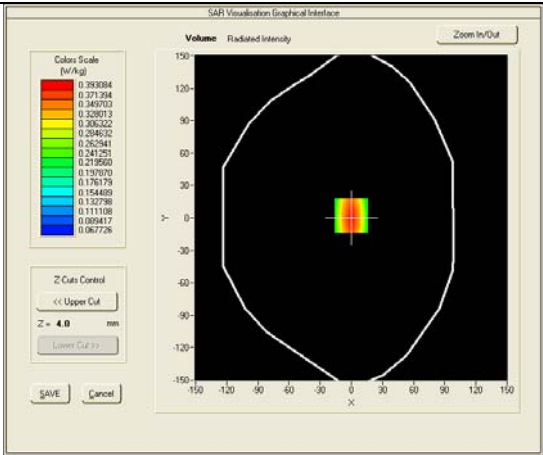 SAR Visualisation Graphical Interface
Volume Radiated Intensity
Zoom In/Out
Colors Scale
(W/kg)
0.393084
0.371394
0.349703
0.328013
0.306322
0.284632
0.262941
0.241251
0.219560
0.197870
0.176179
0.154489
0.132798
0.111108
0.089417
0.067726
150
120
90
60
30
0
-30
-60
-90
-120
-150
Y
-150 -120 -90 -60 -30 0 30 60 90 120 150
X
Z Cuts Control
<< Upper Cut
Z = 4.0 mm
Lower Cut >>
SAVE Cancel